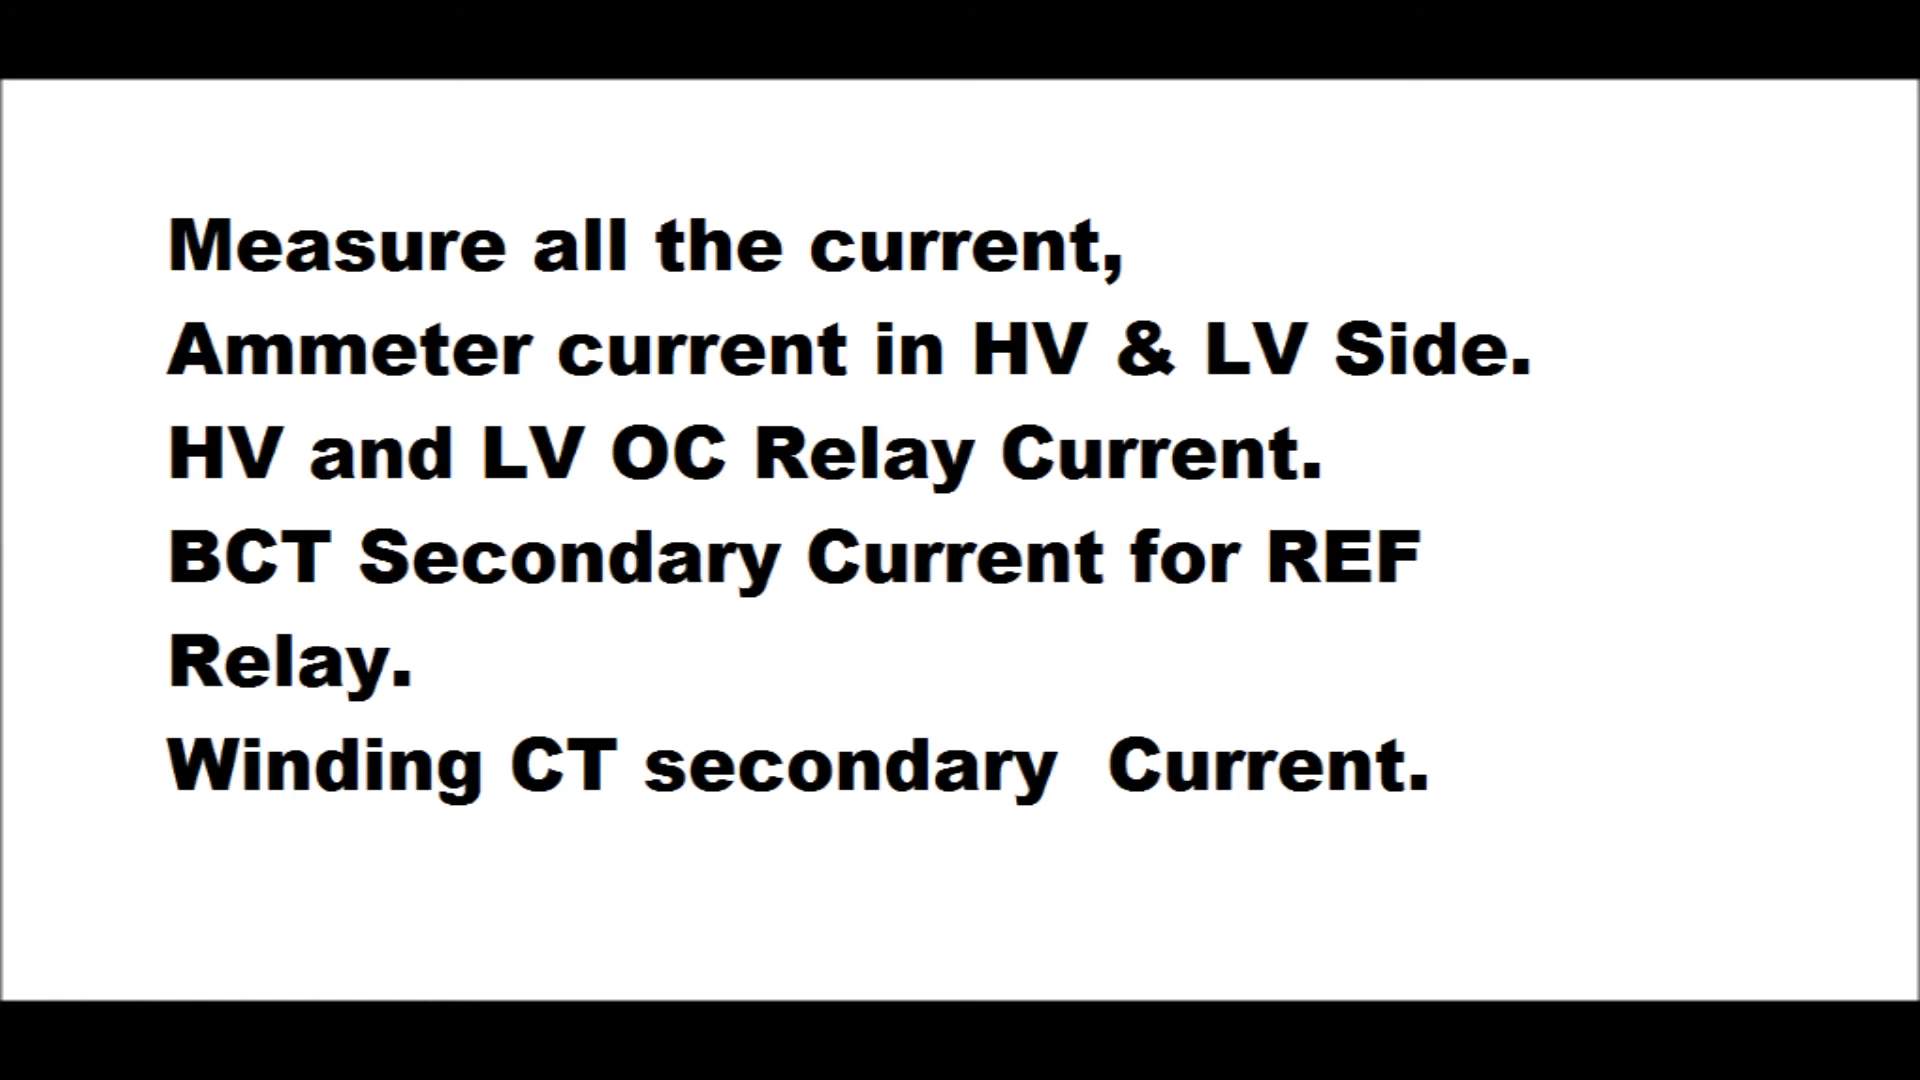 Measure all the current,
Ammeter current in HV & LV Side.
HV and LV OC Relay Current.
BCT Secondary Current for REF
Relay.
Winding CT secondary  Current.